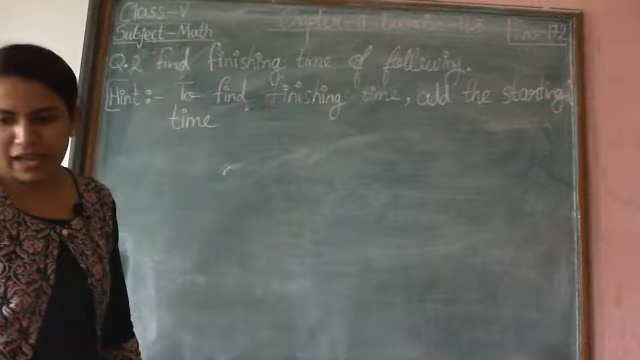 Class-V
Subject-Math
Q.2 find finishing time of following.
Hint:- To find finishing time, add the starting
time